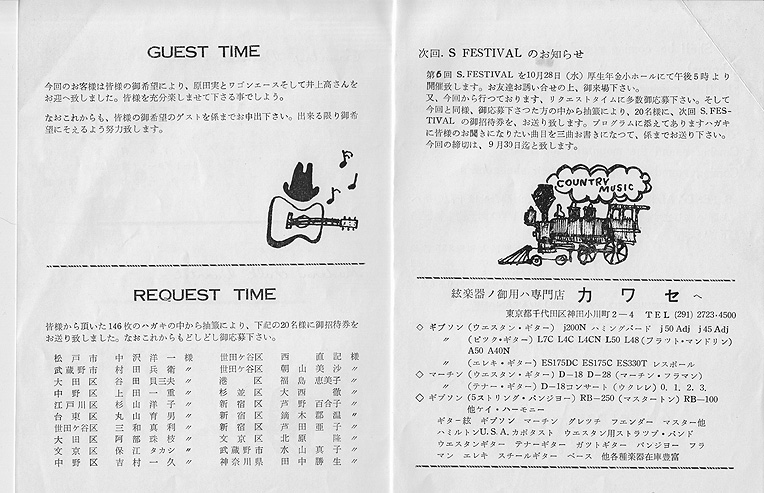 GUEST TIME
今回のお客様は皆様の御希望により、原田実とワゴンエースそして井上高さんを
お迎へ致しました。皆様を充分楽しませて下さる事でしよう。
なおこれからも、皆様の御希望のゲストを係までお申出下さい。出来る限り御希
望にそえるよう努力致します。
REQUEST TIME
皆様から頂いた146枚のハガキの中から抽籤により、下記の20名様に御招待券を
お送り致しました。なおこれからもどしどし御応募下さい。
松戸市 中沢洋一 様 世田ケ谷区 西直記 様
武蔵野市 村田兵衛 〃 世田ケ谷区 朝山美沙 〃
大田区 谷田貝三夫 〃 港区 福島恵美子 〃
中野区 上田一重 〃 杉並区 大西徹 〃
江戸川区 杉山洋子 〃 新宿区 芦野百合子 〃
台東区 丸山育男 〃 新宿区 鏑木郡温 〃
世田ケ谷区 三和真利 〃 新宿区 芦田亜子 〃
大田区 阿部珠枝 〃 文京区 北原隆 〃
文京区 保江タカシ 〃 武蔵野市 水山真子 〃
中野区 吉村一久 〃 神奈川県 田中勝生 〃
次回. S FESTIVAL のお知らせ
第6回 S. FESTIVAL を10月28日（水）厚生年金小ホールにて午後5時より
開催致します。お友達お誘い合せの上、御来場下さい。
又、今回から行つております、リクエストタイムに多数御応募下さい。そして
今回と同様、御応募下さつた方の中から抽籤により、20名様に、次回 S. FES-
TIVAL の御招待券を、お送り致します。プログラムに添えてありますハガキ
に皆様のお聞きになりたい曲目を三曲お書きになつて、係までお送り下さい。
今回の締切は、9月30日迄と致します。
COUNTRY
MUSIC
絃楽器ノ御用ハ専門店 カワセ へ
東京都千代田区神田小川町2－4 TEL (291) 2723・4500
◇ ギブソン（ウエスタン・ギター）j200N ハミングバード j50 Adj j45 Adj
〃（ピツク・ギター）L7C L4C L4CN L50 L48（フラツト・マンドリン）
A50 A40N
〃（エレキ・ギター）ES175DC ES175C ES330T レスポール
◇ マーチン（ウエスタン・ギター）D－18 D－28（マーチン・フラマン）
〃（テナー・ギター）D－18コンサート（ウクレレ）0. 1. 2. 3.
◇ ギブソン（5ストリング・バンジョー）RB－250（マスタートン）RB－100
他ケイ・ハーモニー
ギター絃 ギブソン マーチン グレツチ フエンダー マスター他
ハミルトンU.S.A.カポタスト ウエスタン用ストラツプ・バンド
ウエスタンギター テナーギター ガツトギター バンジヨー フラ
マン エレキ スチールギター ベース 他各種楽器在庫豊富